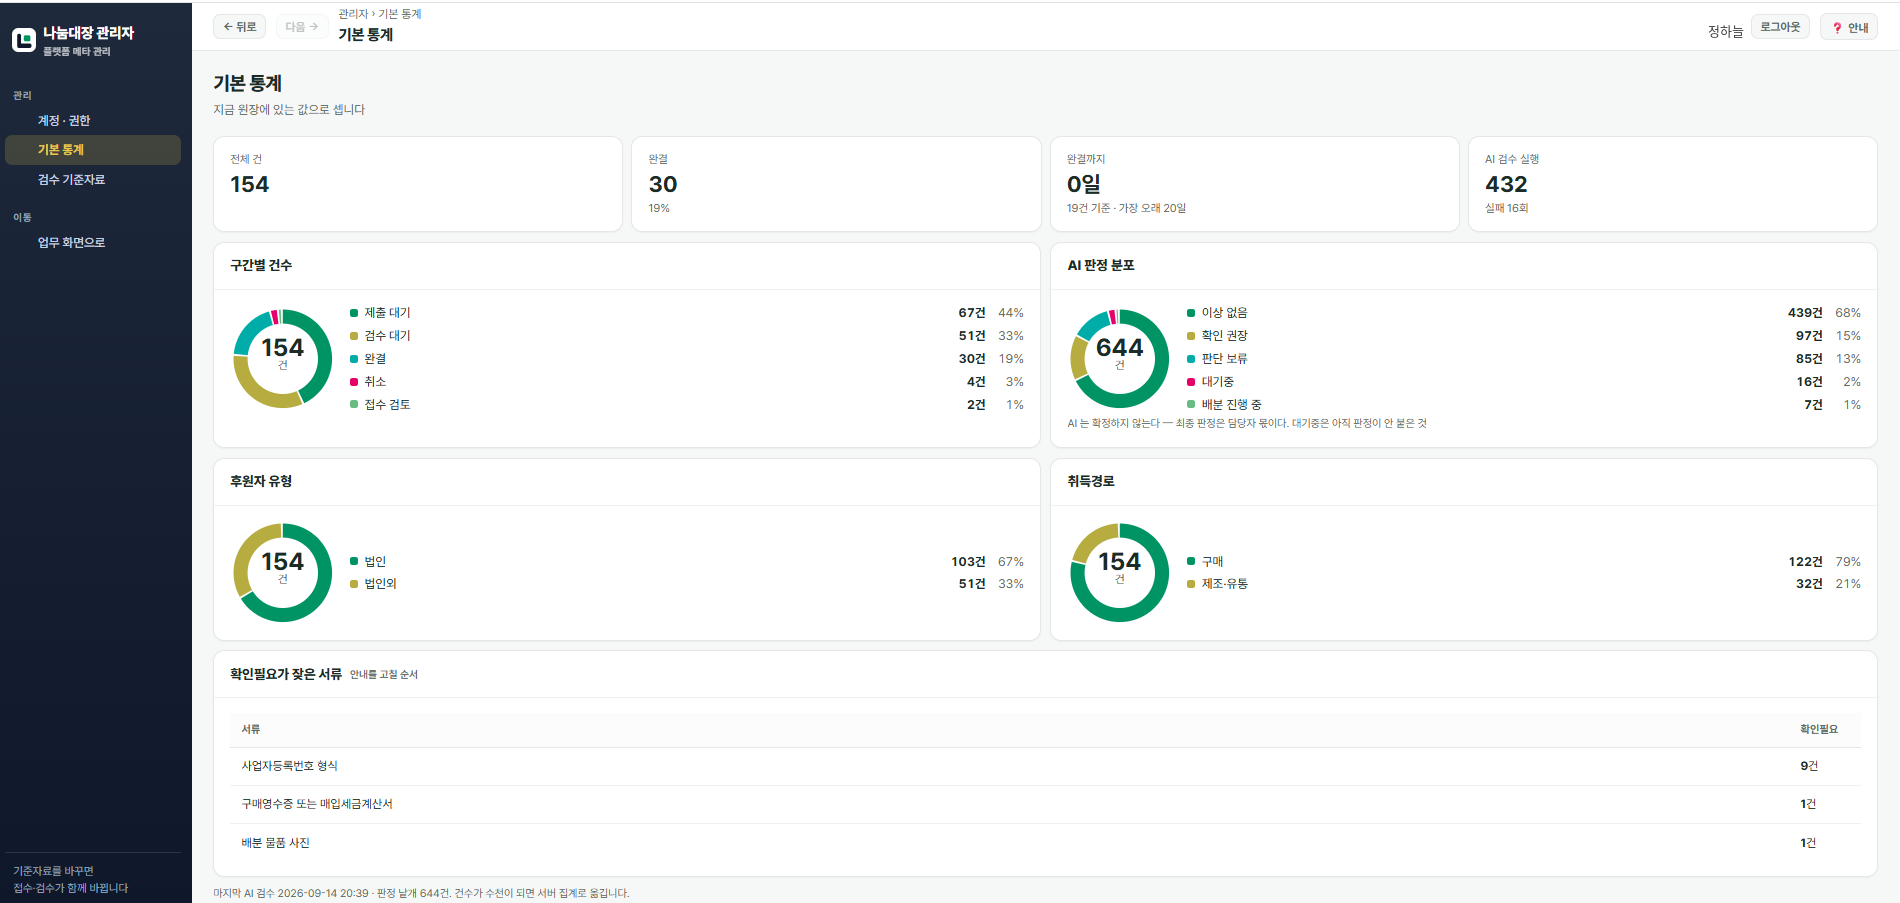 나눔대장 관리자
플랫폼 메타 관리
관리
계정 · 권한
기본 통계
검수 기준자료
이동
업무 화면으로
기준자료를 바꾸면
접수·검수가 함께 바뀝니다
← 뒤로
다음 →
관리자 › 기본 통계
기본 통계
정하늘
로그아웃
❓ 안내
기본 통계
지금 원장에 있는 값으로 셉니다
전체 건
154
완결
30
19%
완결까지
0일
19건 기준 · 가장 오래 20일
AI 검수 실행
432
실패 16회
구간별 건수
154
건
제출 대기 67건 44%
검수 대기 51건 33%
완결 30건 19%
취소 4건 3%
접수 검토 2건 1%
AI 판정 분포
644
건
이상 없음 439건 68%
확인 권장 97건 15%
판단 보류 85건 13%
대기중 16건 2%
배분 진행 중 7건 1%
AI 는 확정하지 않는다 — 최종 판정은 담당자 몫이다. 대기중은 아직 판정이 안 붙은 것
후원자 유형
154
건
법인 103건 67%
법인외 51건 33%
취득경로
154
건
구매 122건 79%
제조·유통 32건 21%
확인필요가 잦은 서류 안내를 고칠 순서
서류 확인필요
사업자등록번호 형식 9건
구매영수증 또는 매입세금계산서 1건
배분 물품 사진 1건
마지막 AI 검수 2026-09-14 20:39 · 판정 낱개 644건. 건수가 수천이 되면 서버 집계로 옮깁니다.